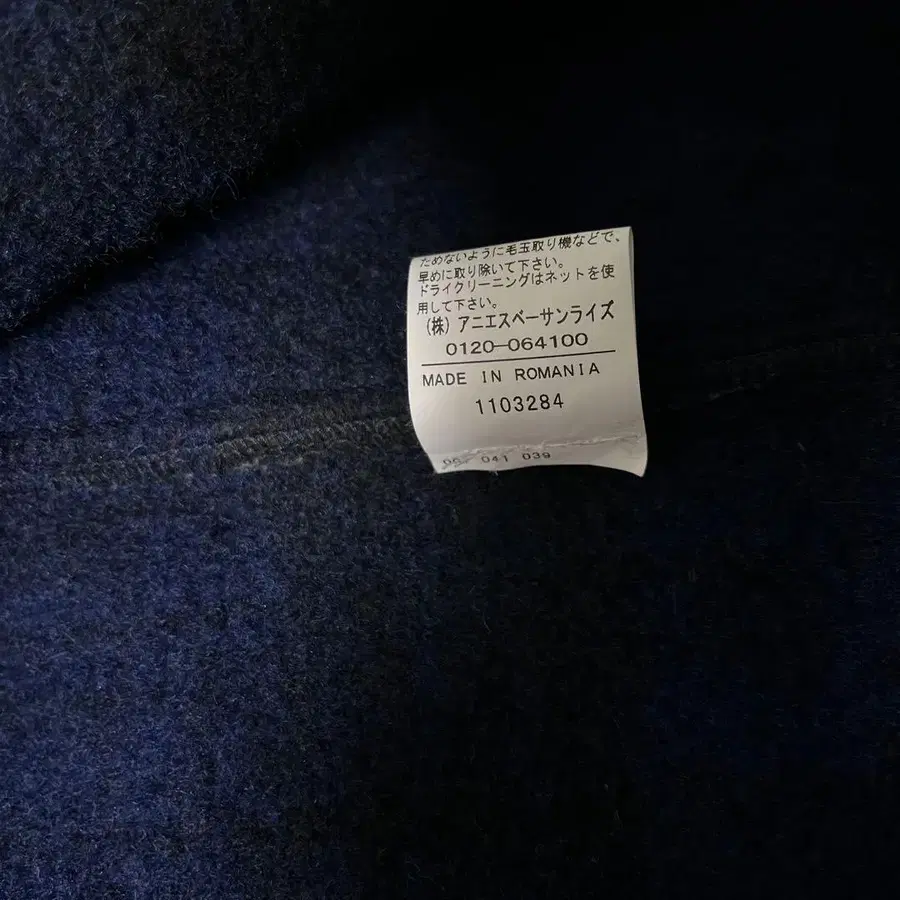 ためないように毛玉取り機などで、
早めに取り除いて下さい。
ドライクリーニングはネットを使
用して下さい。
(株) アニエスベーサンライズ
0120-064100
MADE IN ROMANIA
1103284
041 039